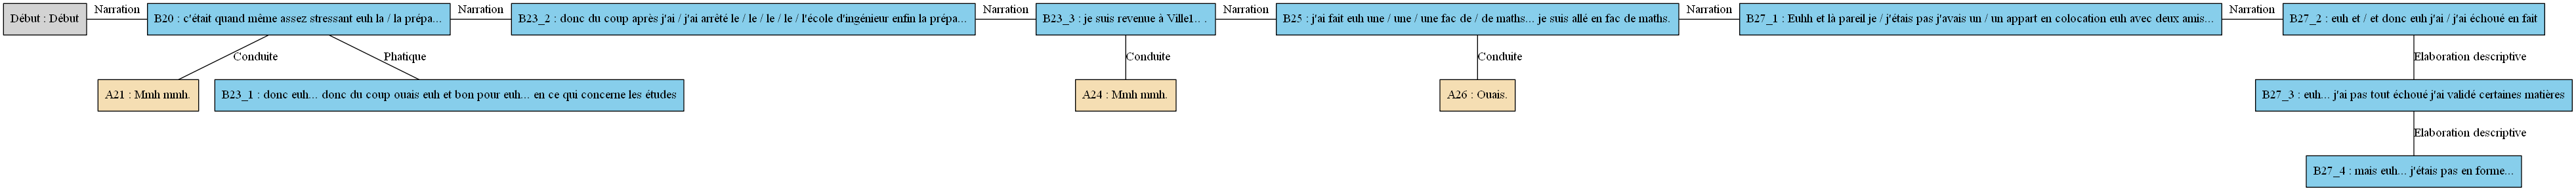 Début : Début
Narration
B20 : c'était quand même assez stressant euh la / la prépa...
Narration
B23_2 : donc du coup après j'ai / j'ai arrêté le / le / le / le / l'école d'ingénieur enfin la prépa...
Narration
B23_3 : je suis revenue à Ville1.. .
Narration
B25 : j'ai fait euh une / une / une fac de / de maths... je suis allé en fac de maths.
Narration
B27_1 : Euhh et là pareil je / j'étais pas j'avais un / un appart en colocation euh avec deux amis...
Narration
B27_2 : euh et / et donc euh j'ai / j'ai échoué en fait
Conduite
Phatique
Conduite
Conduite
Elaboration descriptive
A21 : Mmh mmh.
B23_1 : donc euh... donc du coup ouais euh et bon pour euh... en ce qui concerne les études
A24 : Mmh mmh.
A26 : Ouais.
B27_3 : euh... j'ai pas tout échoué j'ai validé certaines matières
Elaboration descriptive
B27_4 : mais euh... j'étais pas en forme...